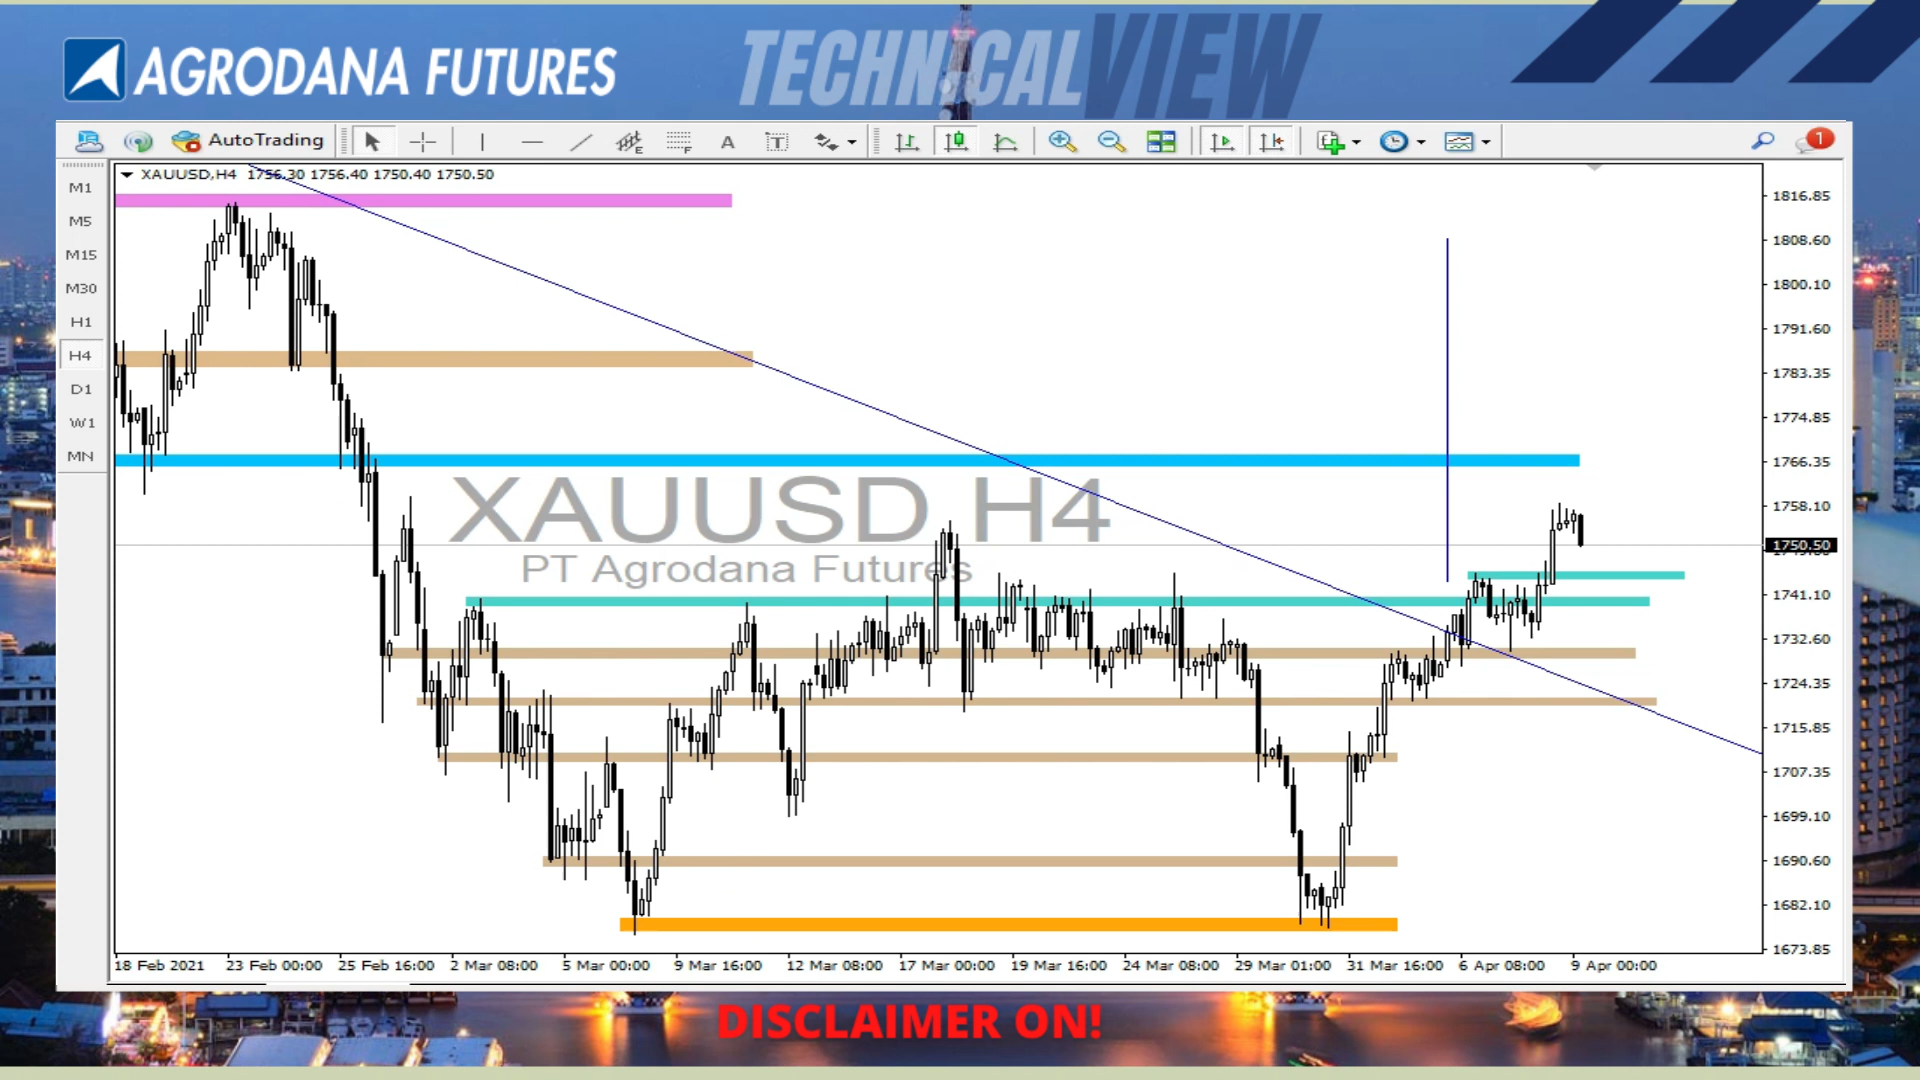 AGRODANA FUTURES
TECHNICAL VIEW
AutoTrading
E
F
A
T
1
M1
M5
M15
M30
H1
H4
D1
W1
MN
XAUUSD,H4 1756.30 1756.40 1750.40 1750.50
XAUUSD H4
PT Agrodana Futures
1816.85
1808.60
1800.10
1791.60
1783.35
1774.85
1766.35
1758.10
1750.50
1741.10
1732.60
1724.35
1715.85
1707.35
1699.10
1690.60
1682.10
1673.85
18 Feb 2021 23 Feb 00:00 25 Feb 16:00 2 Mar 08:00 5 Mar 00:00 9 Mar 16:00 12 Mar 08:00 17 Mar 00:00 19 Mar 16:00 24 Mar 08:00 29 Mar 01:00 31 Mar 16:00 6 Apr 08:00 9 Apr 00:00
DISCLAIMER ON!